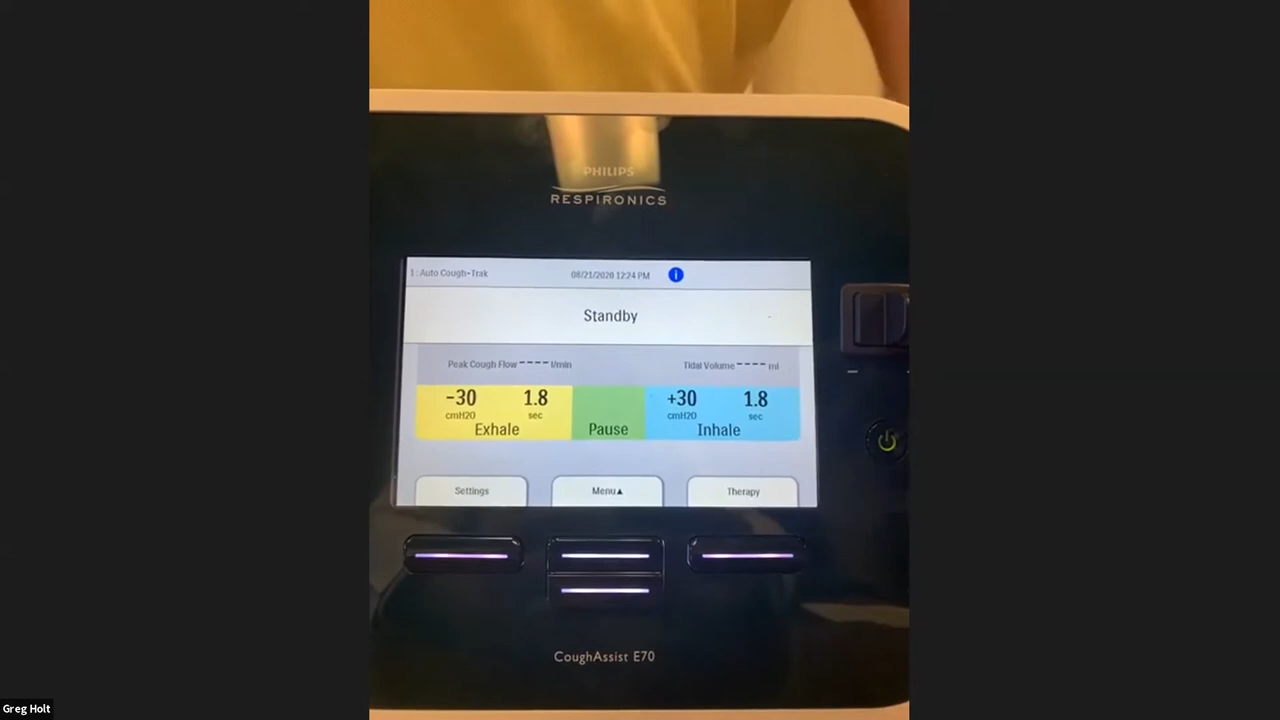 PHILIPS
RESPIRONICS
1: Auto Cough-Trak 08/21/2020 12:24 PM i
Standby
Peak Cough Flow ---- l/min Tidal Volume ---- ml
-30 1.8 +30 1.8
cmH2O sec cmH2O sec
Exhale Pause Inhale
Settings Menu▲ Therapy
CoughAssist E70
Greg Holt